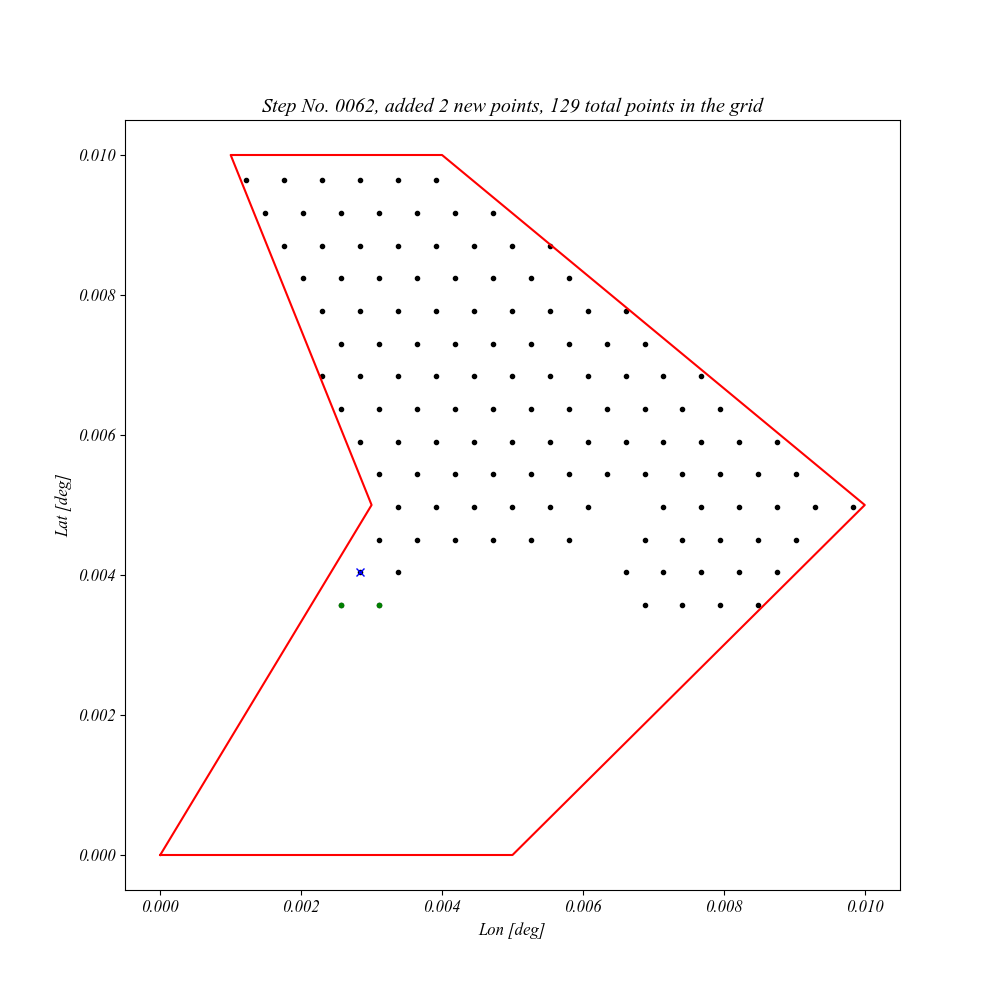 Step No. 0062, added 2 new points, 129 total points in the grid
0.010
0.008
0.006
0.004
0.002
0.000
Lat [deg]
0.000 0.002 0.004 0.006 0.008 0.010
Lon [deg]